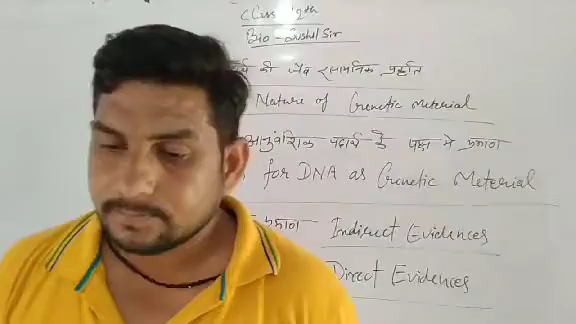 Class 12th
Bio - Sushil Sir
की जैव रासायनिक प्रकृति
Nature of Genetic Meterial
आनुवंशिक पदार्थ के पक्ष में प्रमाण
for DNA as Genetic Meterial
प्रमाण Indirect Evidences
Direct Evidences